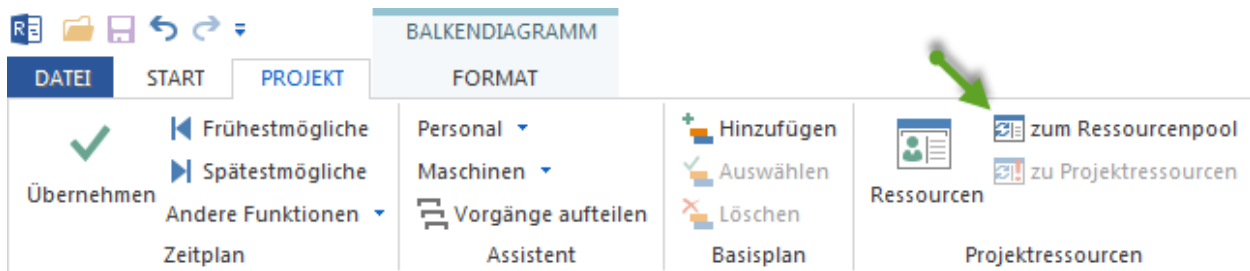 BALKENDIAGRAMM
DATEI START PROJEKT FORMAT
Übernehmen
Frühestmögliche
Spätestmögliche
Andere Funktionen
Zeitplan
Personal
Maschinen
Vorgänge aufteilen
Assistent
Hinzufügen
Auswählen
Löschen
Basisplan
Ressourcen
zum Ressourcenpool
zu Projektressourcen
Projektressourcen